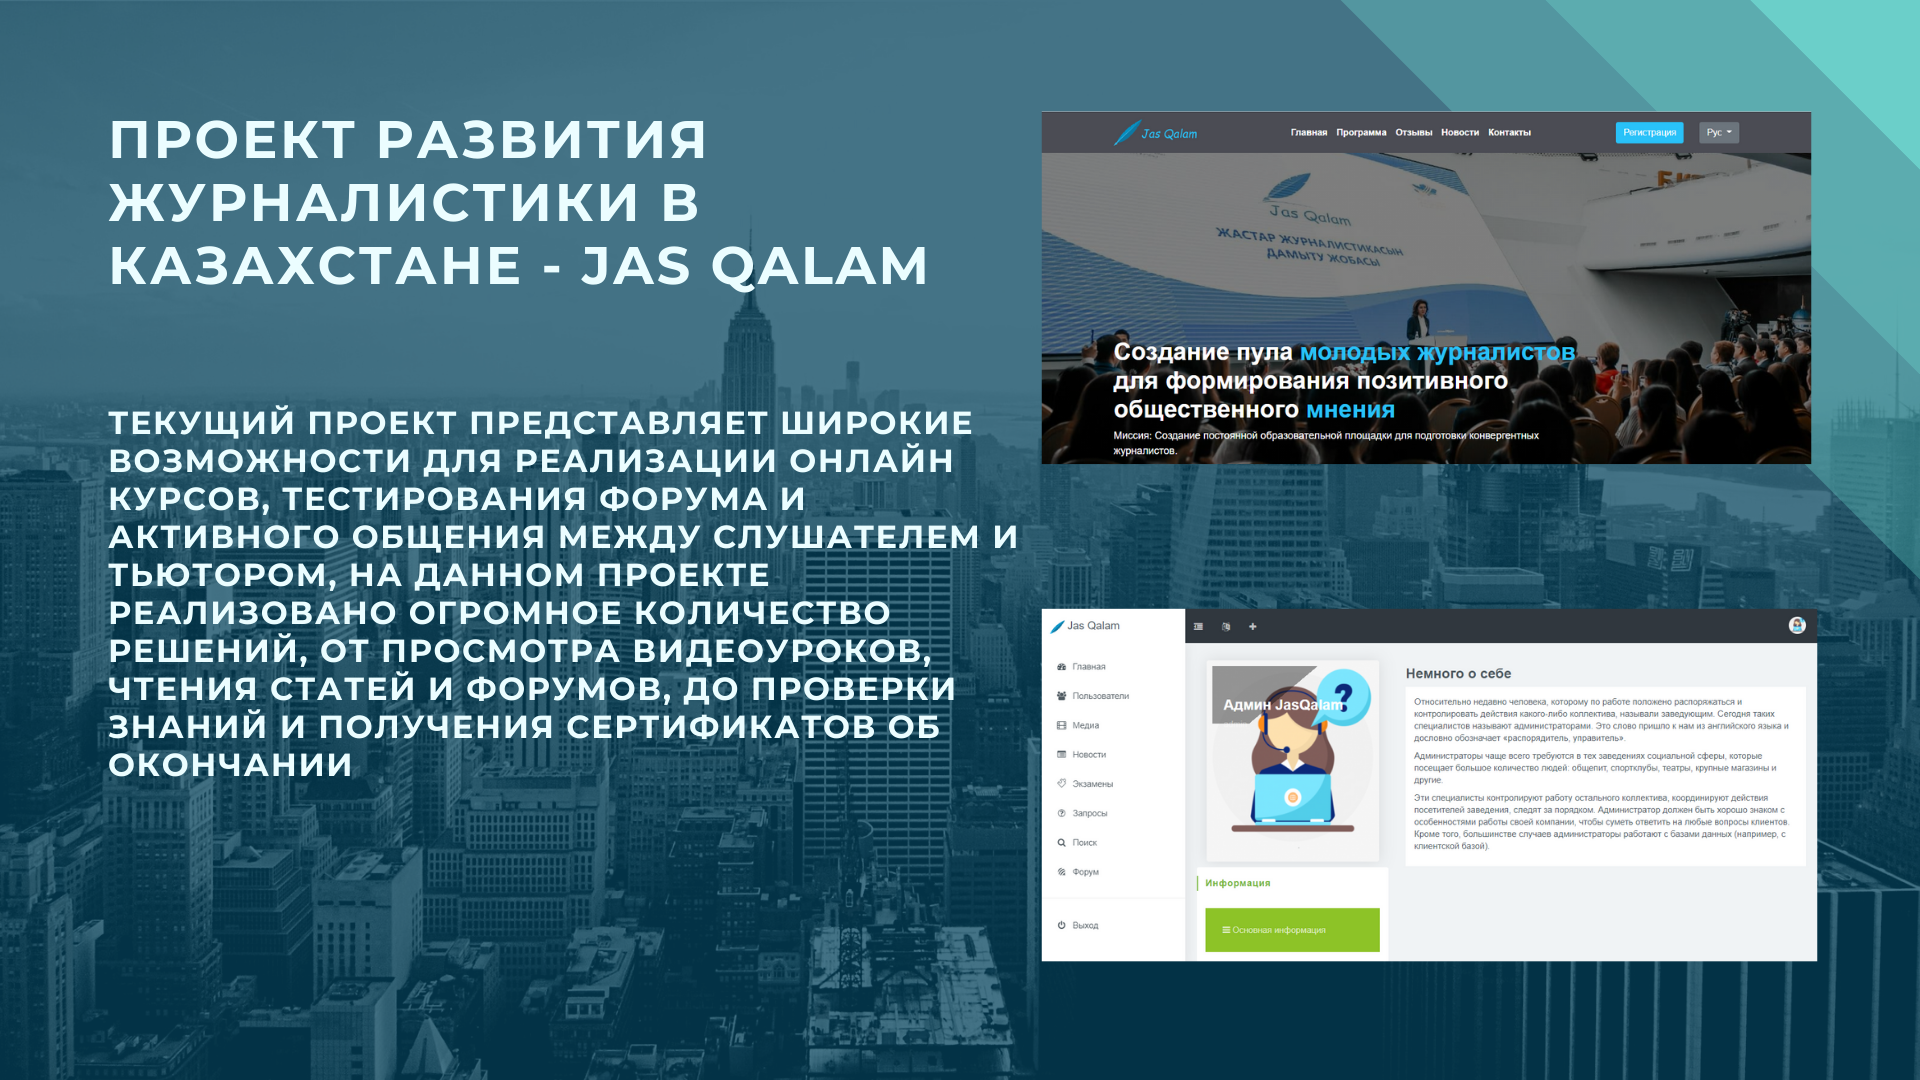 ПРОЕКТ РАЗВИТИЯ
ЖУРНАЛИСТИКИ В
КАЗАХСТАНЕ - JAS QALAM
ТЕКУЩИЙ ПРОЕКТ ПРЕДСТАВЛЯЕТ ШИРОКИЕ
ВОЗМОЖНОСТИ ДЛЯ РЕАЛИЗАЦИИ ОНЛАЙН
КУРСОВ, ТЕСТИРОВАНИЯ ФОРУМА И
АКТИВНОГО ОБЩЕНИЯ МЕЖДУ СЛУШАТЕЛЕМ И
ТЬЮТОРОМ, НА ДАННОМ ПРОЕКТЕ
РЕАЛИЗОВАНО ОГРОМНОЕ КОЛИЧЕСТВО
РЕШЕНИЙ, ОТ ПРОСМОТРА ВИДЕОУРОКОВ,
ЧТЕНИЯ СТАТЕЙ И ФОРУМОВ, ДО ПРОВЕРКИ
ЗНАНИЙ И ПОЛУЧЕНИЯ СЕРТИФИКАТОВ ОБ
ОКОНЧАНИИ
Jas Qalam Главная Программа Отзывы Новости Контакты Регистрация Рус
Jas Qalam
ЖАСТАР ЖУРНАЛИСТИКАСЫН
ДАМЫТУ ЖОБАСЫ
Создание пула молодых журналистов
для формирования позитивного
общественного мнения
Миссия: Создание постоянной образовательной площадки для подготовки конвергентных
журналистов.
Jas Qalam
Главная
Пользователи
Медиа
Новости
Экзамены
Запросы
Поиск
Форум
Выход
Админ JasQalam
?
Информация
Основная информация
Немного о себе
Относительно недавно человека, которому по работе положено распоряжаться и
контролировать действия какого-либо коллектива, называли заведующим. Сегодня таких
специалистов называют администраторами. Это слово пришло к нам из английского языка и
дословно обозначает «распорядитель, управитель».
Администраторы чаще всего требуются в тех заведениях социальной сферы, которые
посещает большое количество людей: общепит, спортклубы, театры, крупные магазины и
другие.
Эти специалисты контролируют работу остального коллектива, координируют действия
посетителей заведения, следят за порядком. Администратор должен быть хорошо знаком с
особенностями работы своей компании, чтобы суметь ответить на любые вопросы клиентов.
Кроме того, большинстве случаев администраторы работают с базами данных (например, с
клиентской базой).